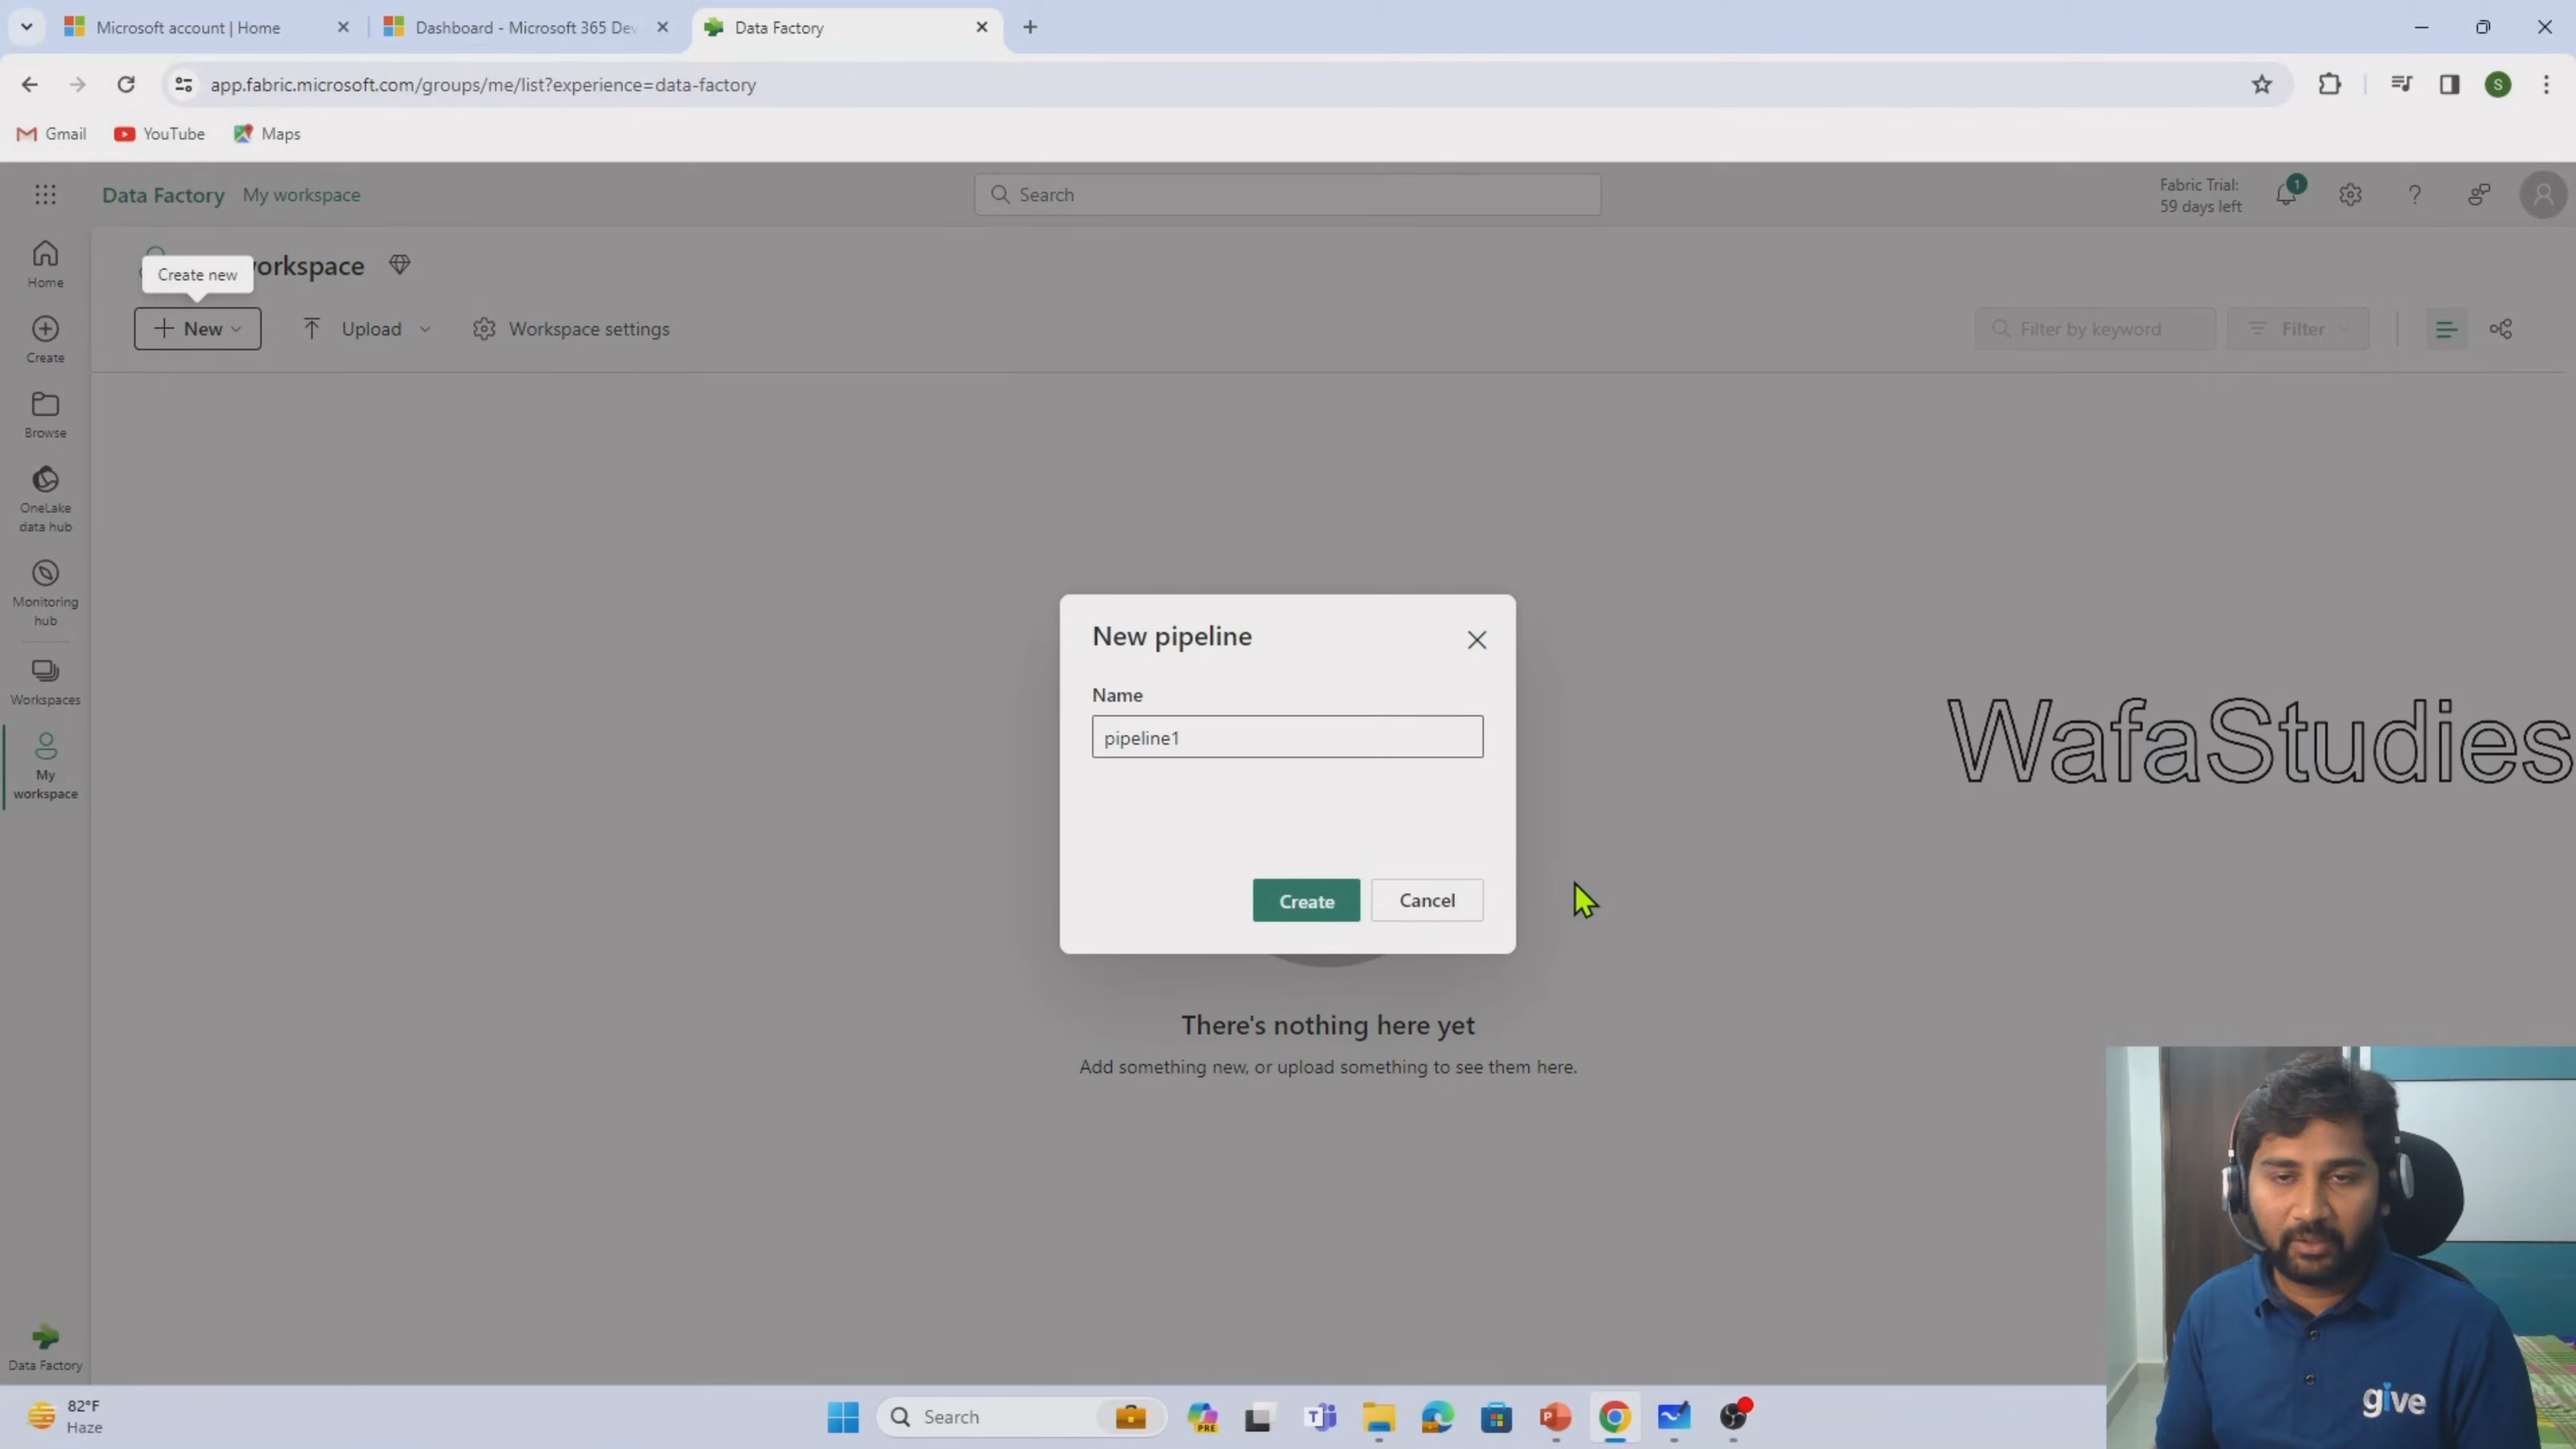 Microsoft account | Home
Dashboard - Microsoft 365 Dev
Data Factory
app.fabric.microsoft.com/groups/me/list?experience=data-factory
S
Gmail
YouTube
Maps
Data Factory
My workspace
Search
Fabric Trial:
59 days left
1
?
Home
Create new
workspace
Create
New
Upload
Workspace settings
Filter by keyword
Filter
Browse
OneLake
data hub
Monitoring
hub
Workspaces
My
workspace
New pipeline
Name
pipeline1
Create
Cancel
WafaStudies
There's nothing here yet
Add something new, or upload something to see them here.
give
Data Factory
82°F
Haze
Search
PRE